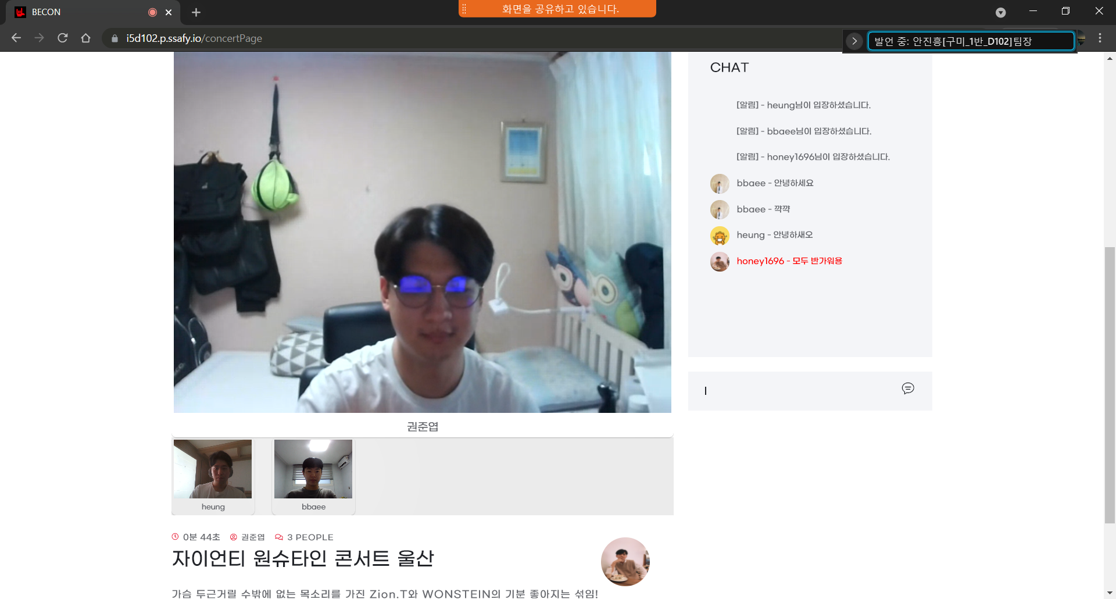 BECON
화면을 공유하고 있습니다.
i5d102.p.ssafy.io/concertPage
발언 중: 안진흥[구미_1반_D102]팀장
CHAT
[알림] - heung님이 입장하셨습니다.
[알림] - bbaee님이 입장하셨습니다.
[알림] - honey1696님이 입장하셨습니다.
bbaee - 안녕하세요
bbaee - 꺅꺅
heung - 안녕하새오
honey1696 - 모두 반가워용
권준엽
heung
bbaee
0분 44초 권준엽 3 PEOPLE
자이언티 원슈타인 콘서트 울산
가슴 두근거릴 수밖에 없는 목소리를 가진 Zion.T와 WONSTEIN의 기분 좋아지는 섞임!